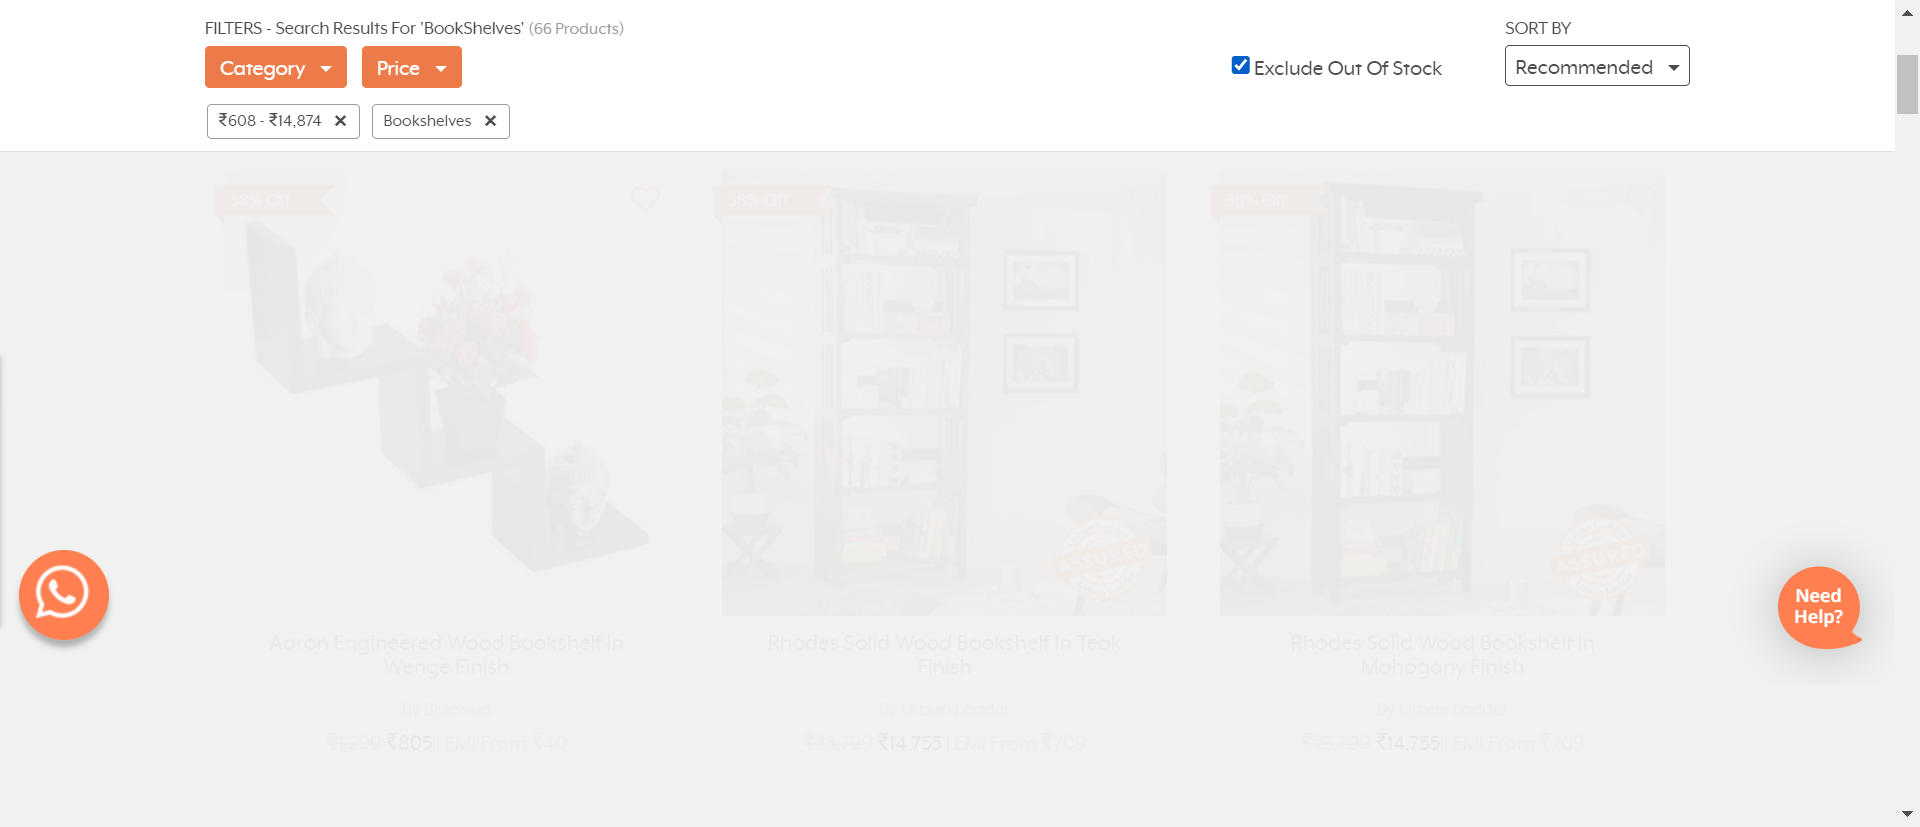 FILTERS - Search Results For 'BookShelves' (66 Products)
SORT BY
Category
Price
Exclude Out Of Stock
Recommended
₹608 - ₹14,874
Bookshelves
58% Off
58% Off
ASSURED
ASSURED
Need
Help?
Aaron Engineered Wood Bookshelf In
Wenge Finish
Rhodes Solid Wood Bookshelf In Teak
Finish
Rhodes Solid Wood Bookshelf In
Mahogany Finish
By Bluewud
By Urban Ladder
By Urban Ladder
₹1,299 ₹805 | EMI From ₹40
₹23,799 ₹14,755 | EMI From ₹709
₹23,799 ₹14,755 | EMI From ₹709